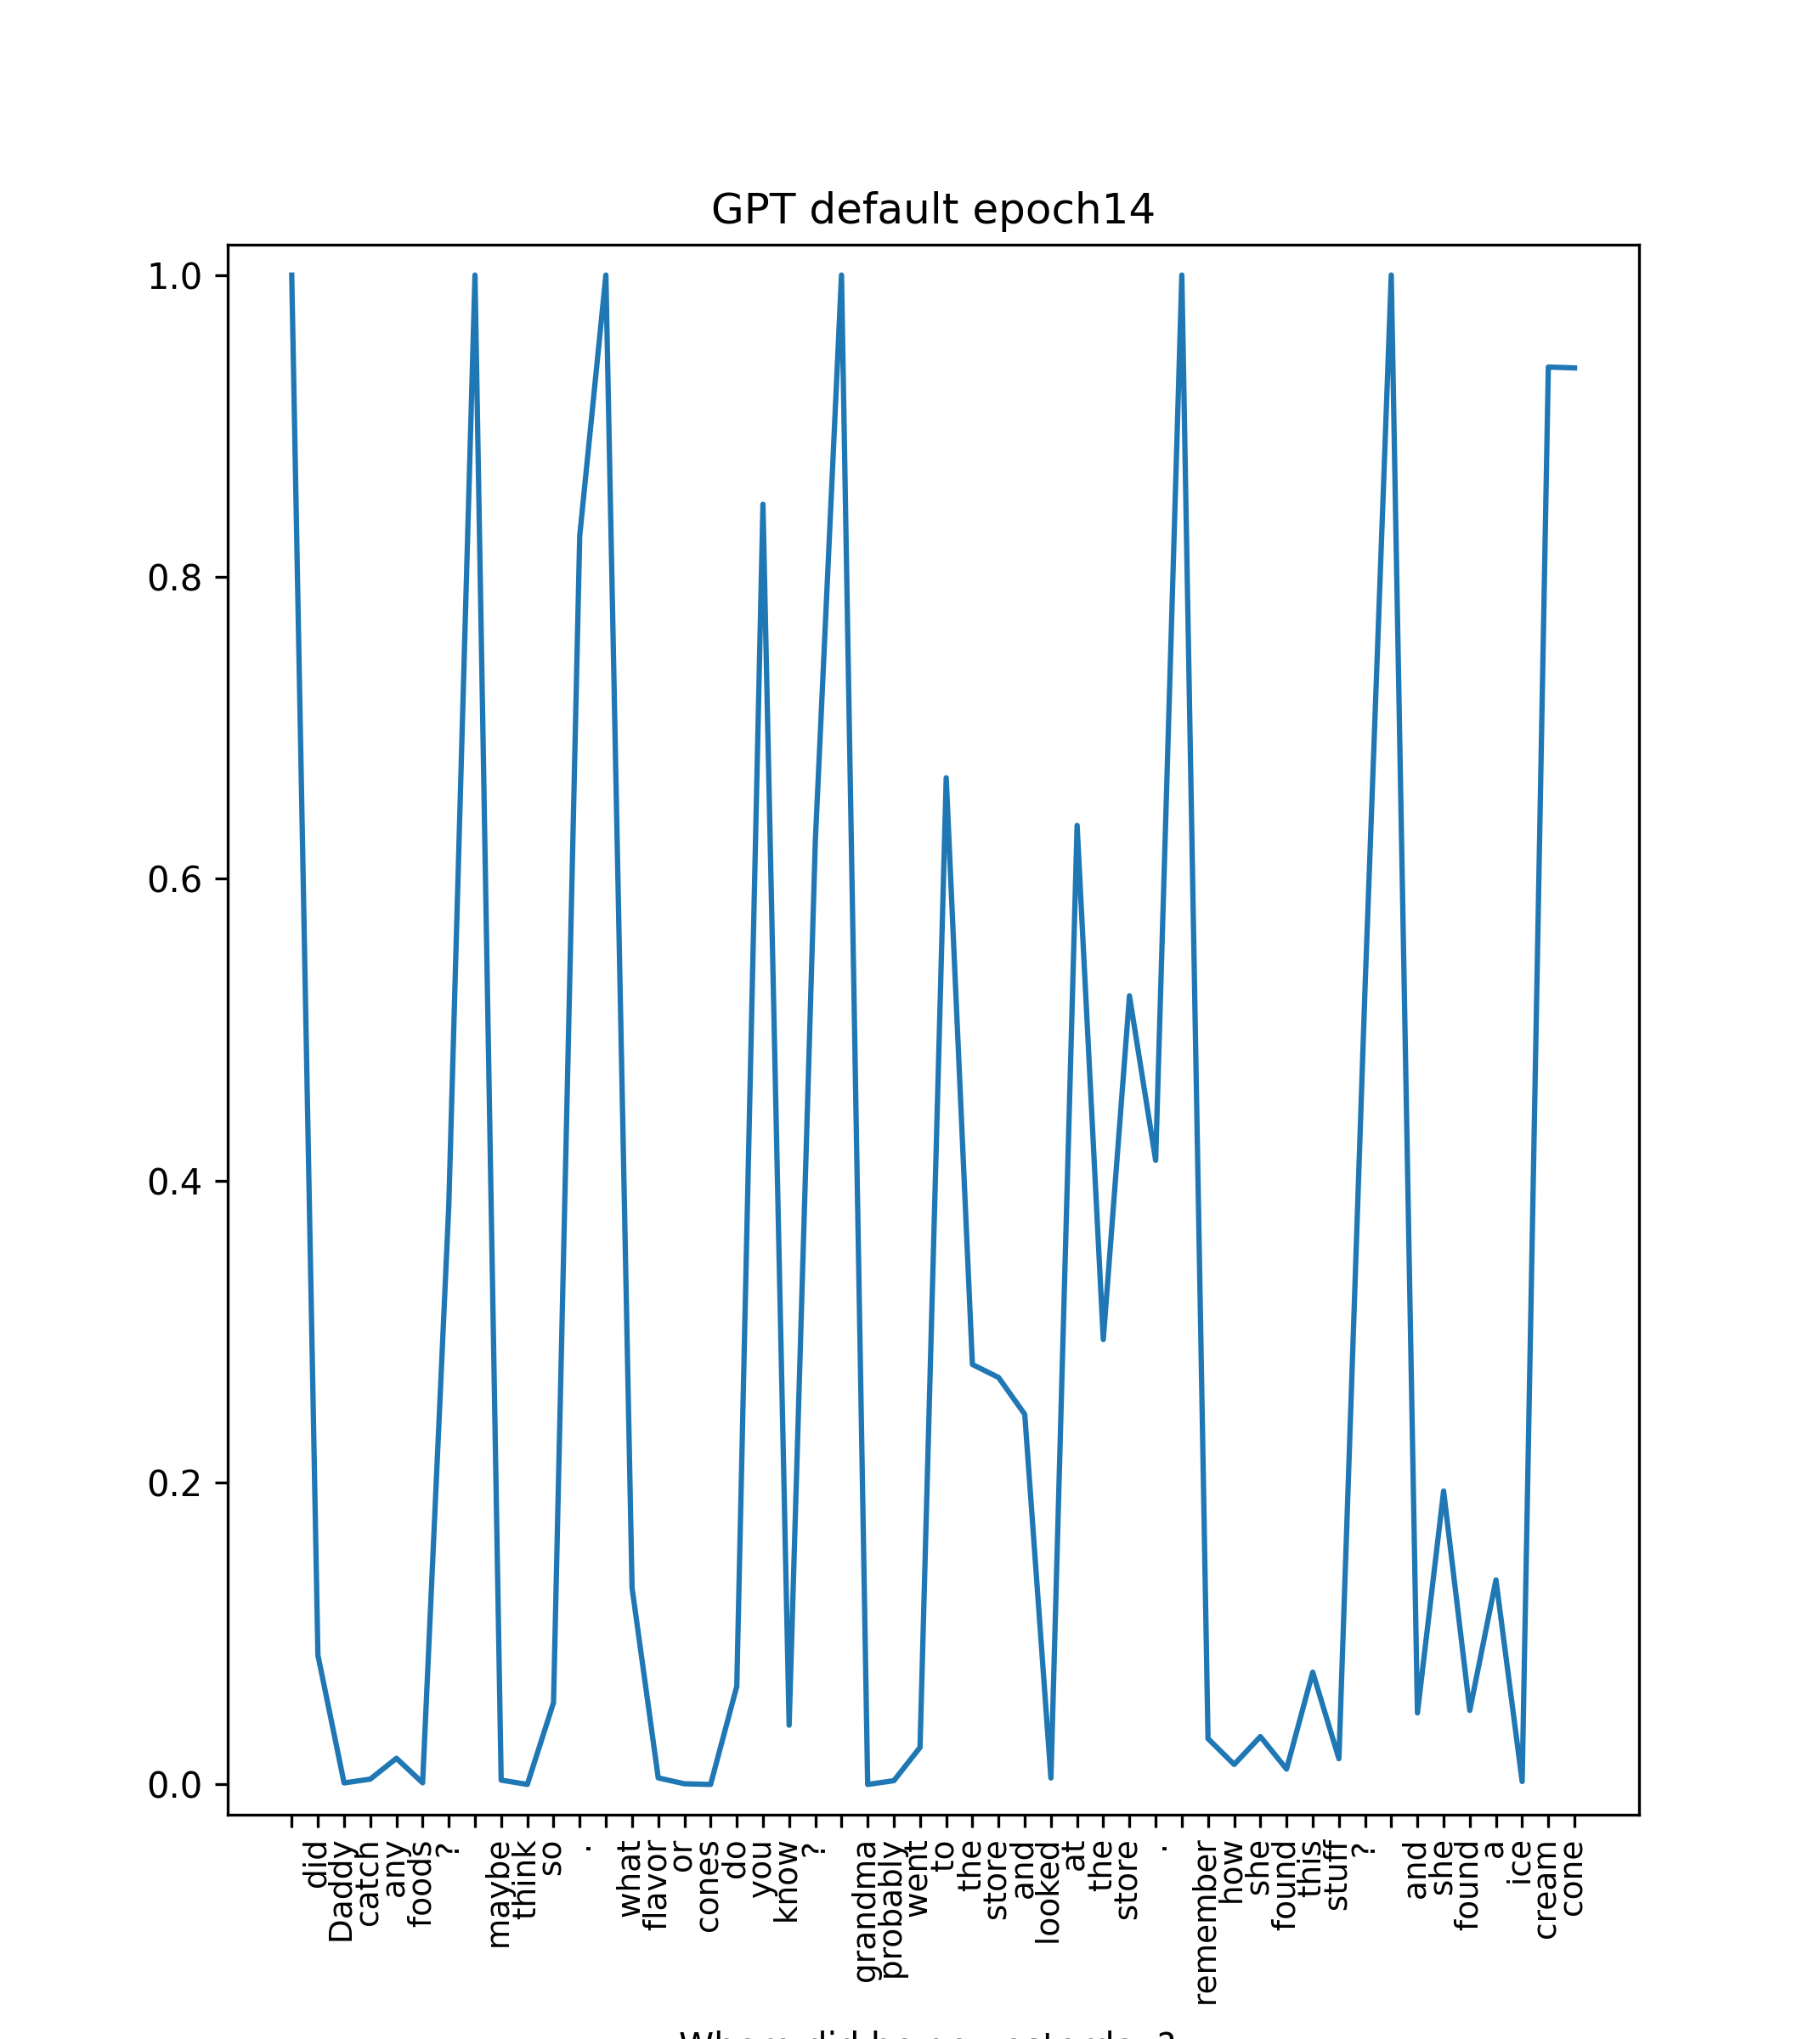 GPT default epoch14
1.0
0.8
0.6
0.4
0.2
0.0
did
Daddy
catch
any
foods
?
maybe
think
so
.
what
flavor
or
cones
do
you
know
?
grandma
probably
went
to
the
store
and
looked
at
the
store
.
remember
how
she
found
this
stuff
?
and
she
found
a
ice
cream
cone